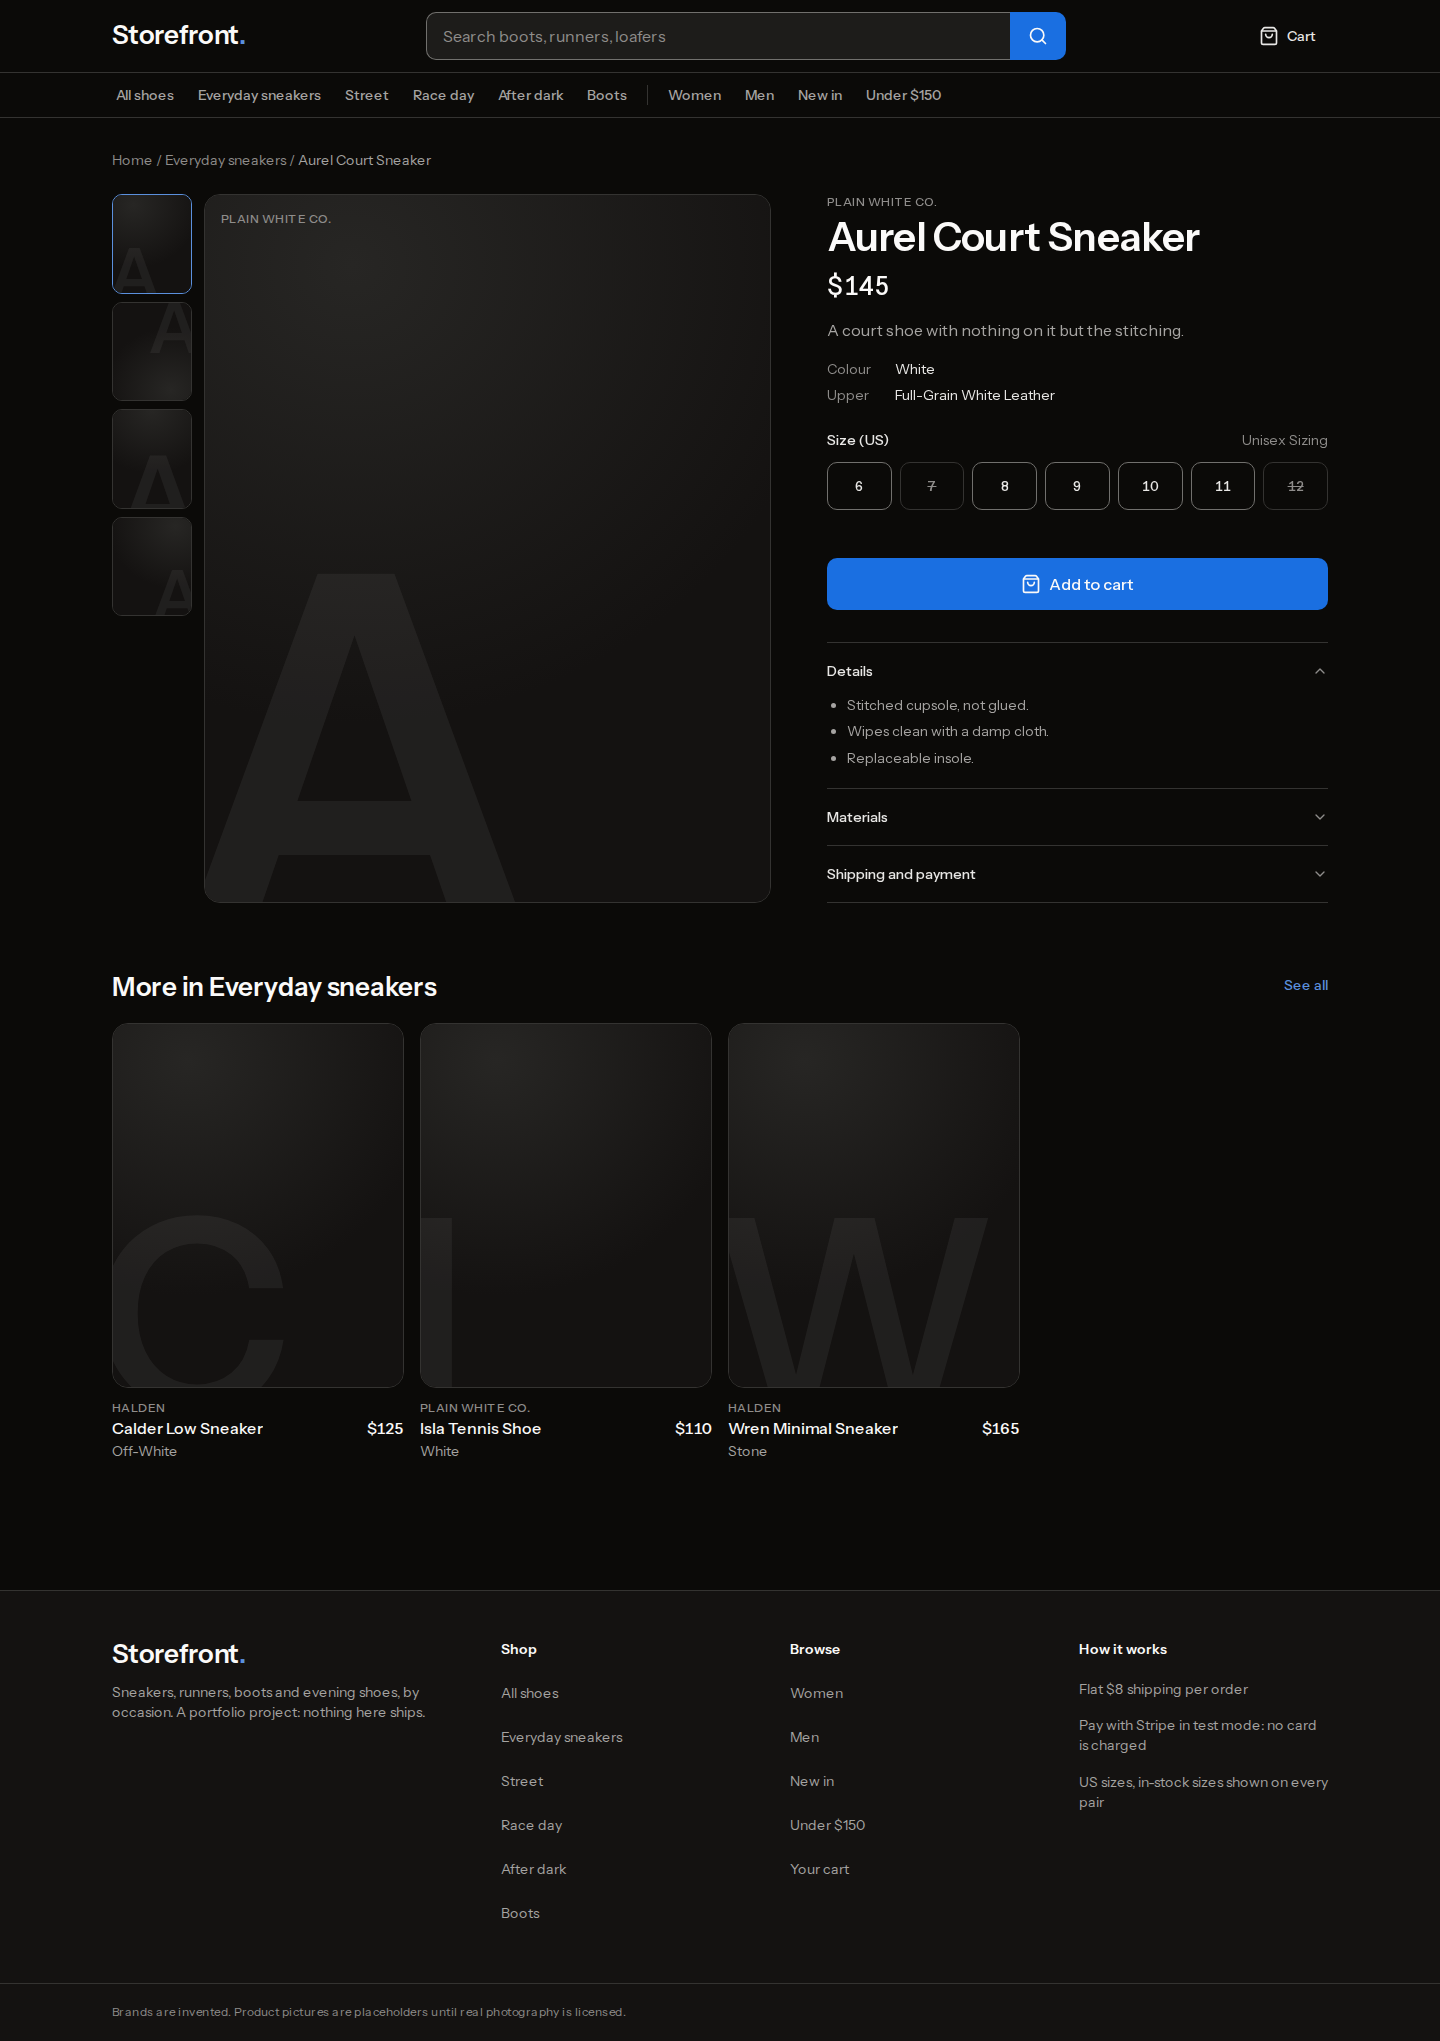 Storefront.
Search boots, runners, loafers
Cart
All shoes Everyday sneakers Street Race day After dark Boots Women Men New in Under $150
Home / Everyday sneakers / Aurel Court Sneaker
A
A
A
A
PLAIN WHITE CO.
A
PLAIN WHITE CO.
Aurel Court Sneaker
$145
A court shoe with nothing on it but the stitching.
Colour White
Upper Full-Grain White Leather
Size (US) Unisex Sizing
6 7 8 9 10 11 12
Add to cart
Details
• Stitched cupsole, not glued.
• Wipes clean with a damp cloth.
• Replaceable insole.
Materials
Shipping and payment
More in Everyday sneakers
See all
C
I
W
HALDEN
Calder Low Sneaker $125
Off-White
PLAIN WHITE CO.
Isla Tennis Shoe $110
White
HALDEN
Wren Minimal Sneaker $165
Stone
Storefront.
Sneakers, runners, boots and evening shoes, by
occasion. A portfolio project: nothing here ships.
Shop
All shoes
Everyday sneakers
Street
Race day
After dark
Boots
Browse
Women
Men
New in
Under $150
Your cart
How it works
Flat $8 shipping per order
Pay with Stripe in test mode: no card
is charged
US sizes, in-stock sizes shown on every
pair
Brands are invented. Product pictures are placeholders until real photography is licensed.